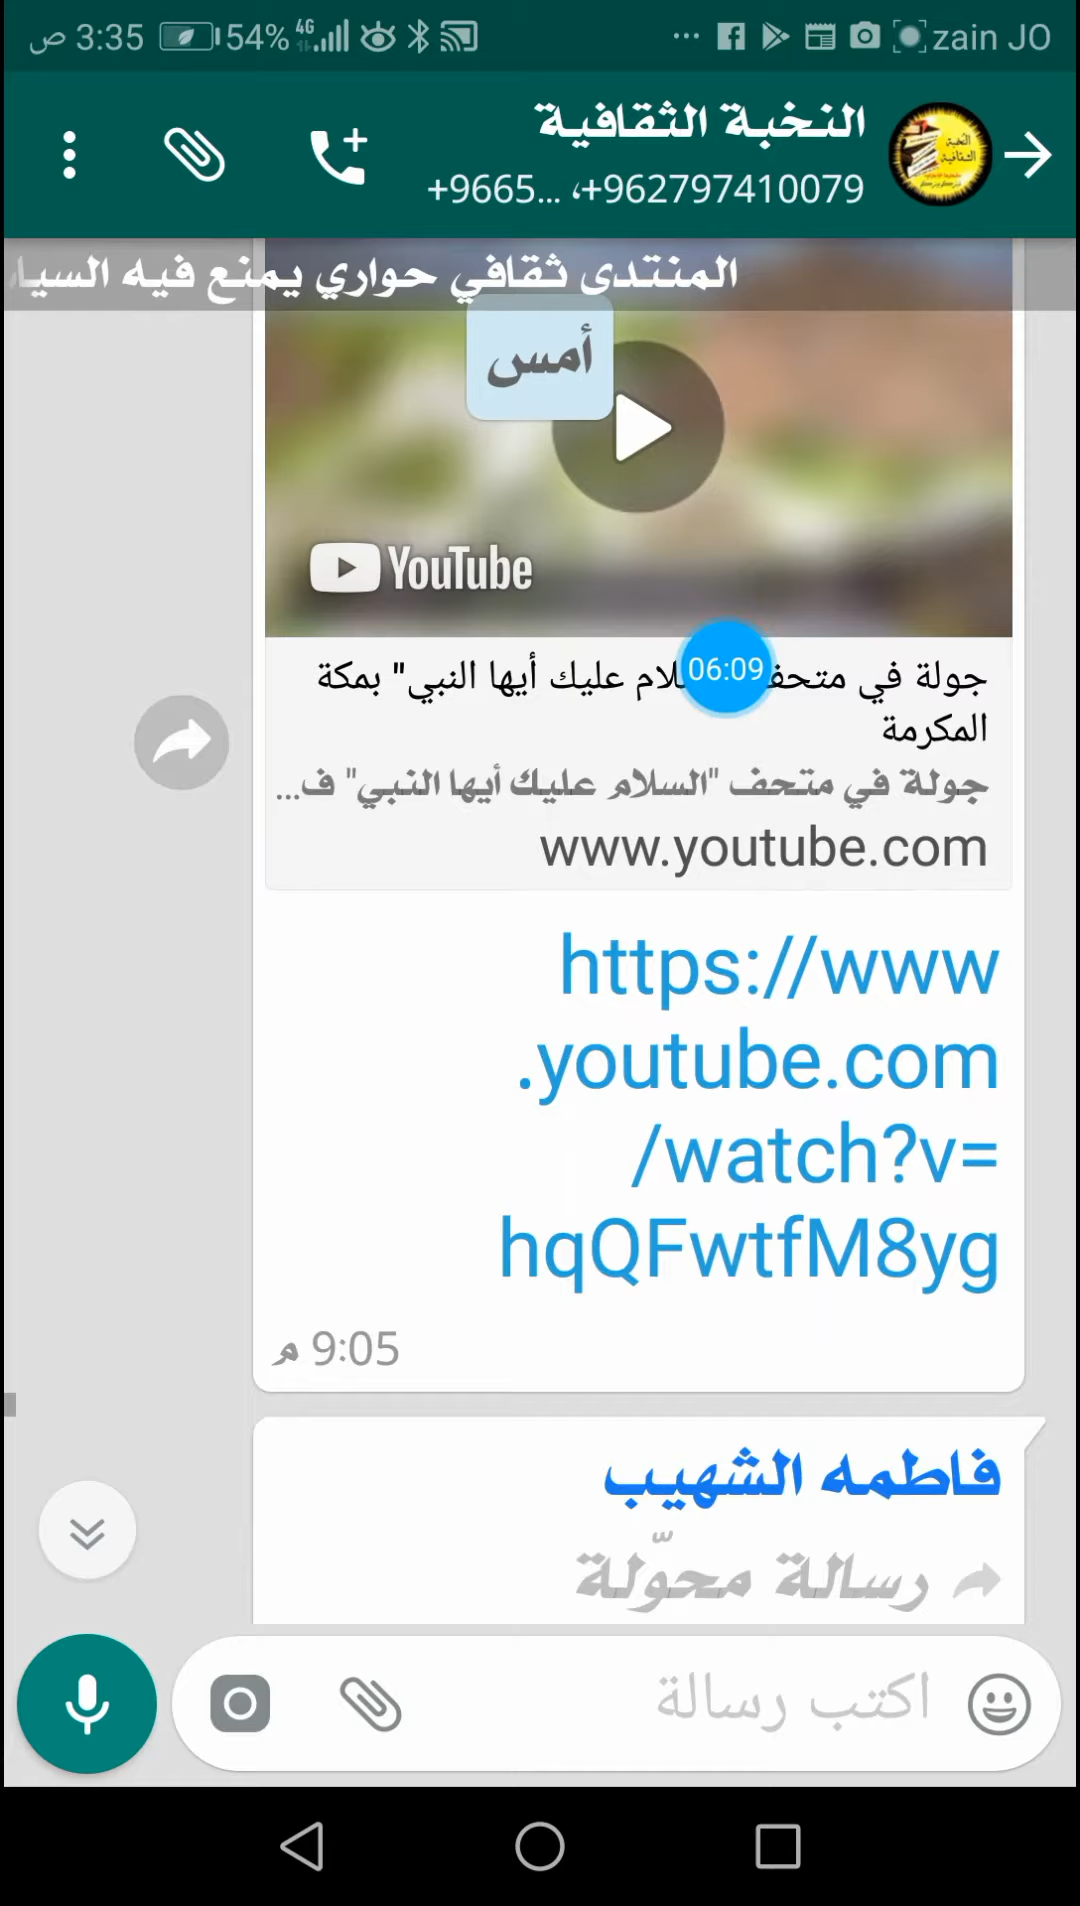 3:35 ص 54% 4G zain JO
النخبة الثقافية
+962797410079، +9665...
المنتدى ثقافي حواري يمنع فيه السيا
أمس
YouTube
06:09
جولة في متحف لام عليك أيها النبي" بمكة
المكرمة
جولة في متحف "السلام عليك أيها النبي" ف...
www.youtube.com
https://www
.youtube.com
/watch?v=
hqQFwtfM8yg
9:05 م
فاطمه الشهيب
رسالة محوّلة
اكتب رسالة